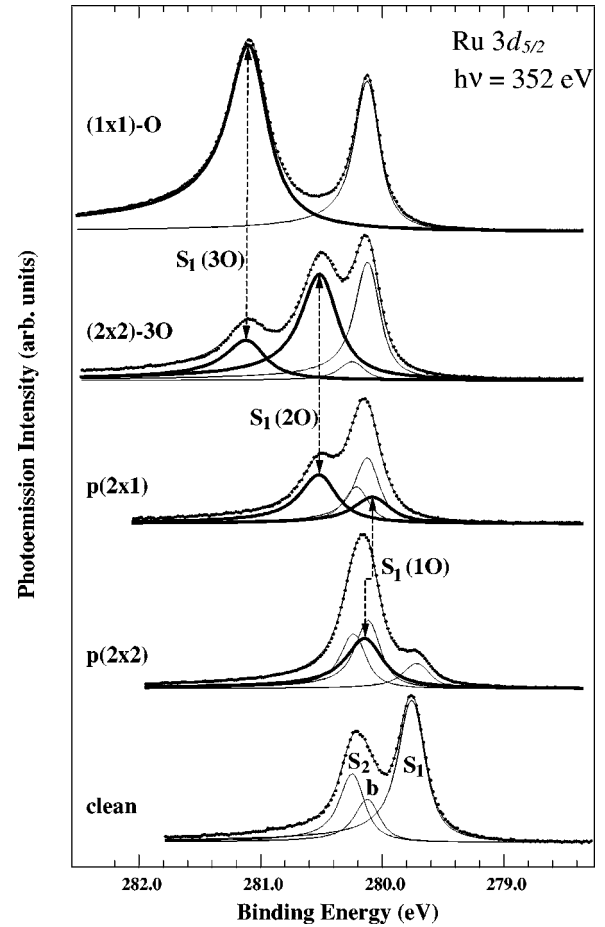 Ru 3d5/2
hν = 352 eV
(1x1)-O
S1(3O)
(2x2)-3O
S1(2O)
p(2x1)
S1(1O)
p(2x2)
S2
b
S1
clean
Photoemission Intensity (arb. units)
282.0 281.0 280.0 279.0
Binding Energy (eV)